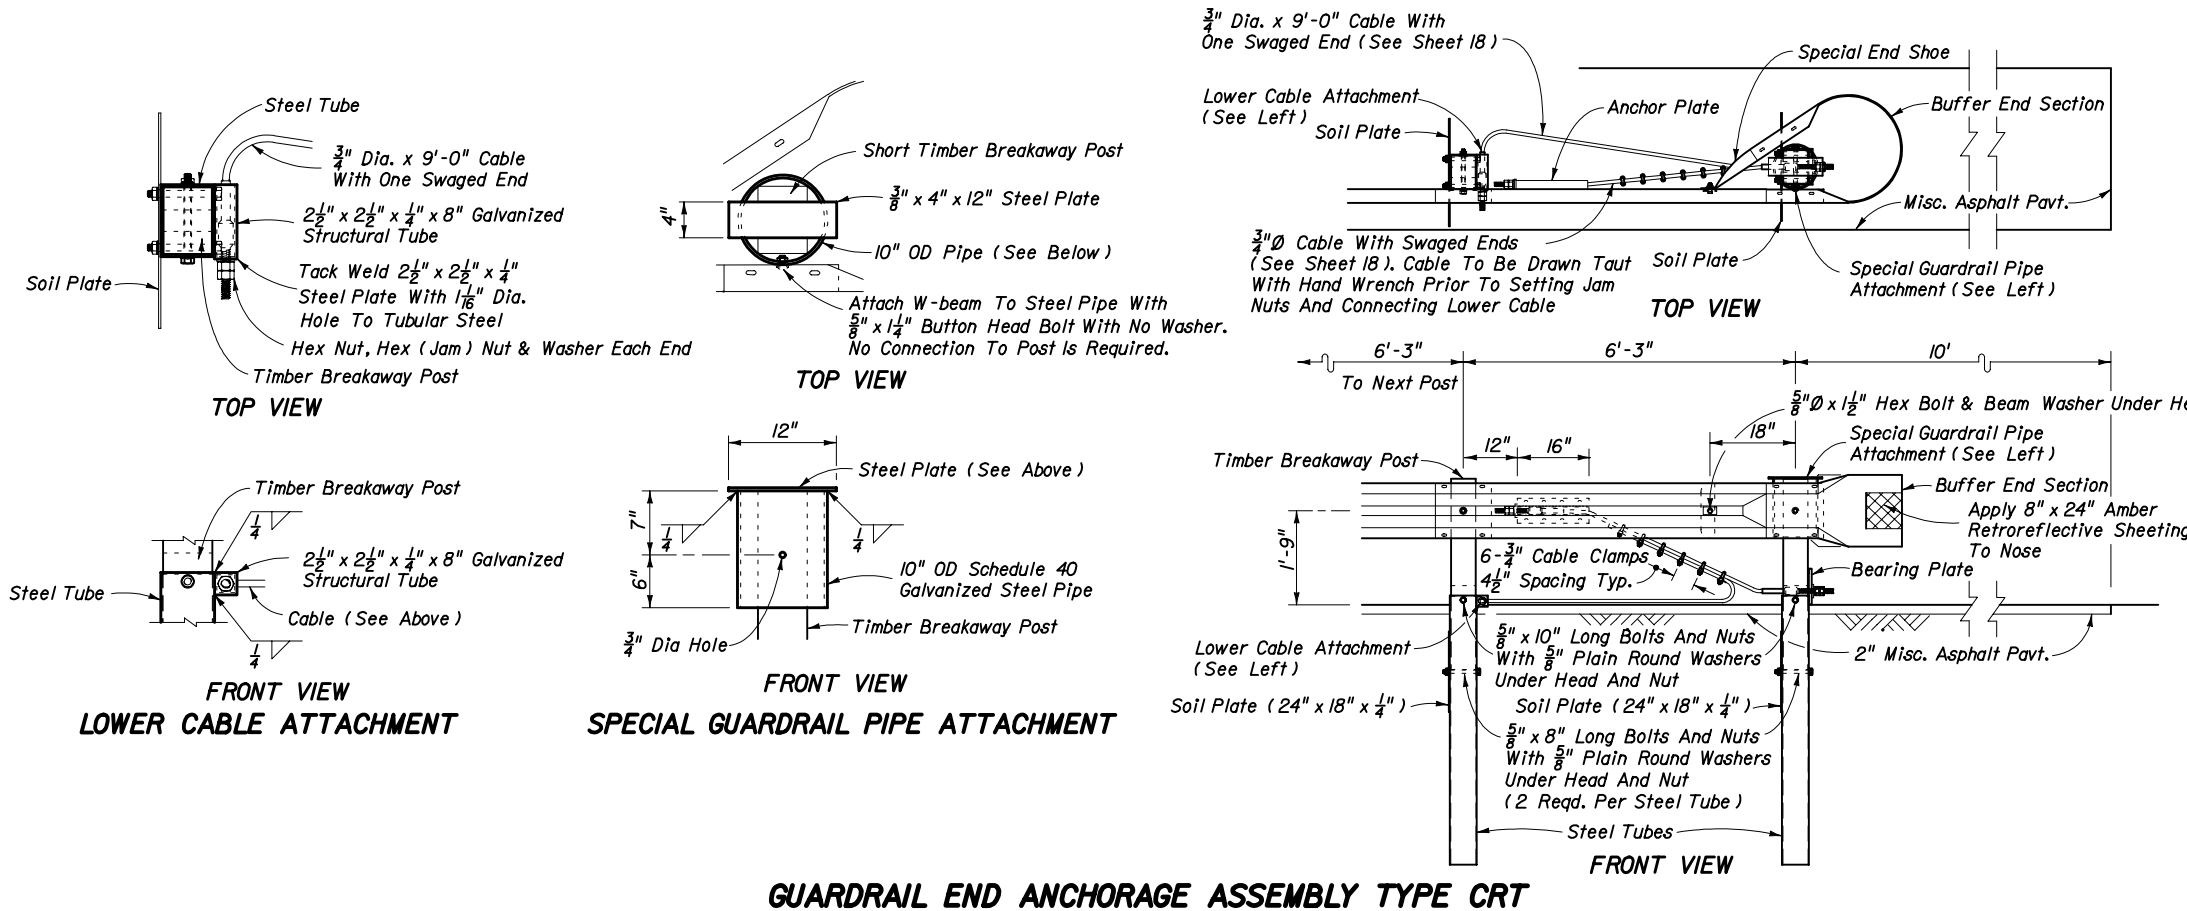 Steel Tube
3/4" Dia. x 9'-0" Cable
With One Swaged End
2 1/2" x 2 1/2" x 1/4" x 8" Galvanized
Structural Tube
Tack Weld 2 1/2" x 2 1/2" x 1/4"
Steel Plate With 1 1/16" Dia.
Hole To Tubular Steel
Soil Plate
Hex Nut, Hex (Jam) Nut & Washer Each End
Timber Breakaway Post
TOP VIEW
Timber Breakaway Post
1/4
2 1/2" x 2 1/2" x 1/4" x 8" Galvanized
Structural Tube
Steel Tube
Cable (See Above)
1/4
FRONT VIEW
LOWER CABLE ATTACHMENT
Short Timber Breakaway Post
3/8" x 4" x 12" Steel Plate
4"
10" OD Pipe (See Below)
Attach W-beam To Steel Pipe With
5/8" x 1 1/4" Button Head Bolt With No Washer.
No Connection To Post Is Required.
TOP VIEW
12"
Steel Plate (See Above)
7"
1/4
1/4
6"
10" OD Schedule 40
Galvanized Steel Pipe
Timber Breakaway Post
3/4" Dia Hole
FRONT VIEW
SPECIAL GUARDRAIL PIPE ATTACHMENT
3/4" Dia. x 9'-0" Cable With
One Swaged End (See Sheet 18)
Special End Shoe
Lower Cable Attachment
(See Left)
Anchor Plate
Buffer End Section
Soil Plate
Misc. Asphalt Pavt.
3/4"Ø Cable With Swaged Ends
(See Sheet 18). Cable To Be Drawn Taut
With Hand Wrench Prior To Setting Jam
Nuts And Connecting Lower Cable
Soil Plate
Special Guardrail Pipe
Attachment (See Left)
TOP VIEW
6'-3"
6'-3"
10'
To Next Post
5/8"Ø x 1 1/2" Hex Bolt & Beam Washer Under He
12"
16"
18"
Special Guardrail Pipe
Attachment (See Left)
Timber Breakaway Post
Buffer End Section
Apply 8" x 24" Amber
Retroreflective Sheeting
To Nose
1'-9"
6-3/4" Cable Clamps
4 1/2" Spacing Typ.
Bearing Plate
Lower Cable Attachment
(See Left)
5/8" x 10" Long Bolts And Nuts
With 5/8" Plain Round Washers
Under Head And Nut
2" Misc. Asphalt Pavt.
Soil Plate (24" x 18" x 1/4")
Soil Plate (24" x 18" x 1/4")
5/8" x 8" Long Bolts And Nuts
With 5/8" Plain Round Washers
Under Head And Nut
(2 Reqd. Per Steel Tube)
Steel Tubes
FRONT VIEW
GUARDRAIL END ANCHORAGE ASSEMBLY TYPE CRT